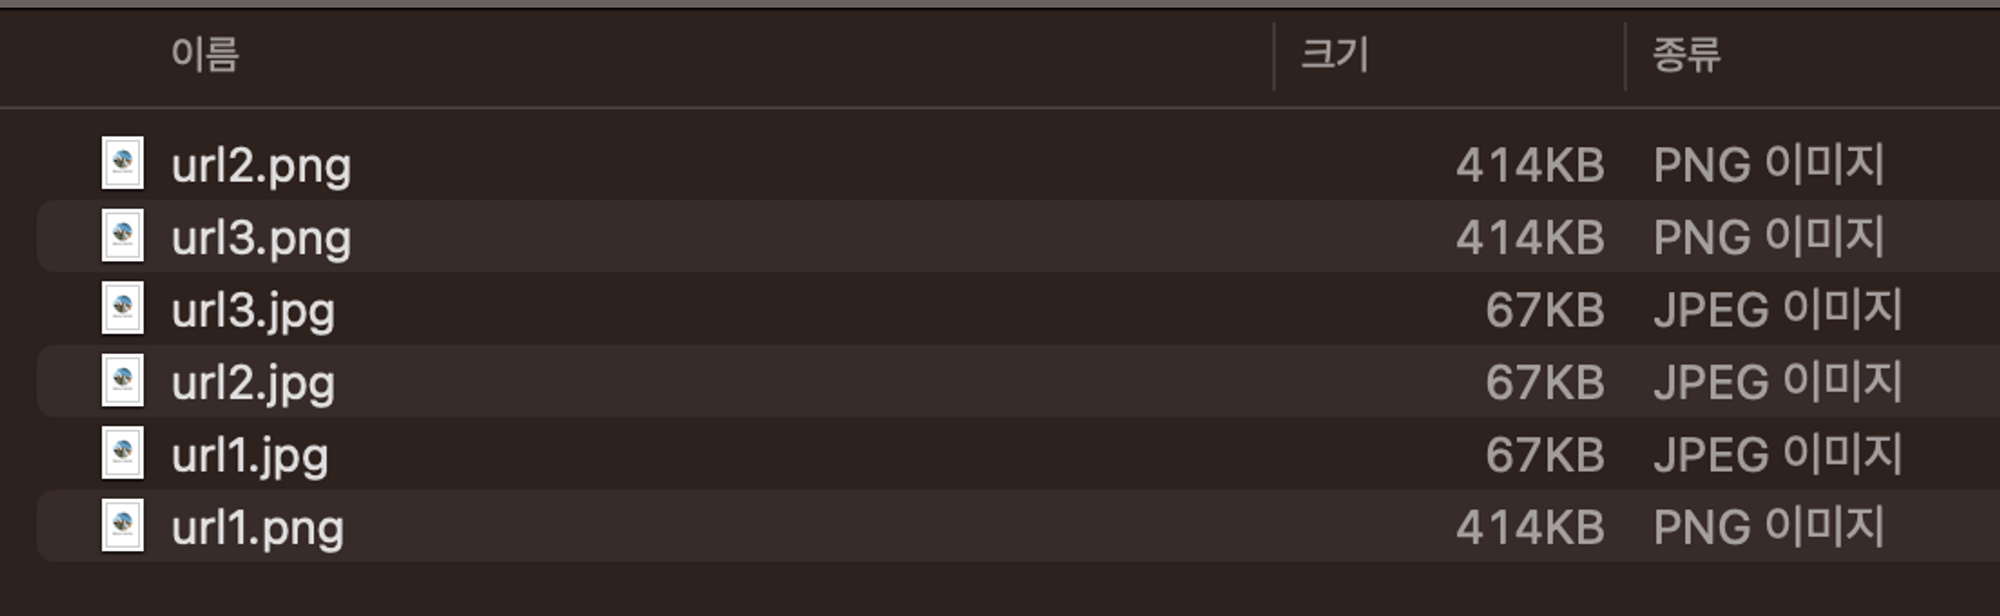 이름 크기 종류
url2.png 414KB PNG 이미지
url3.png 414KB PNG 이미지
url3.jpg 67KB JPEG 이미지
url2.jpg 67KB JPEG 이미지
url1.jpg 67KB JPEG 이미지
url1.png 414KB PNG 이미지